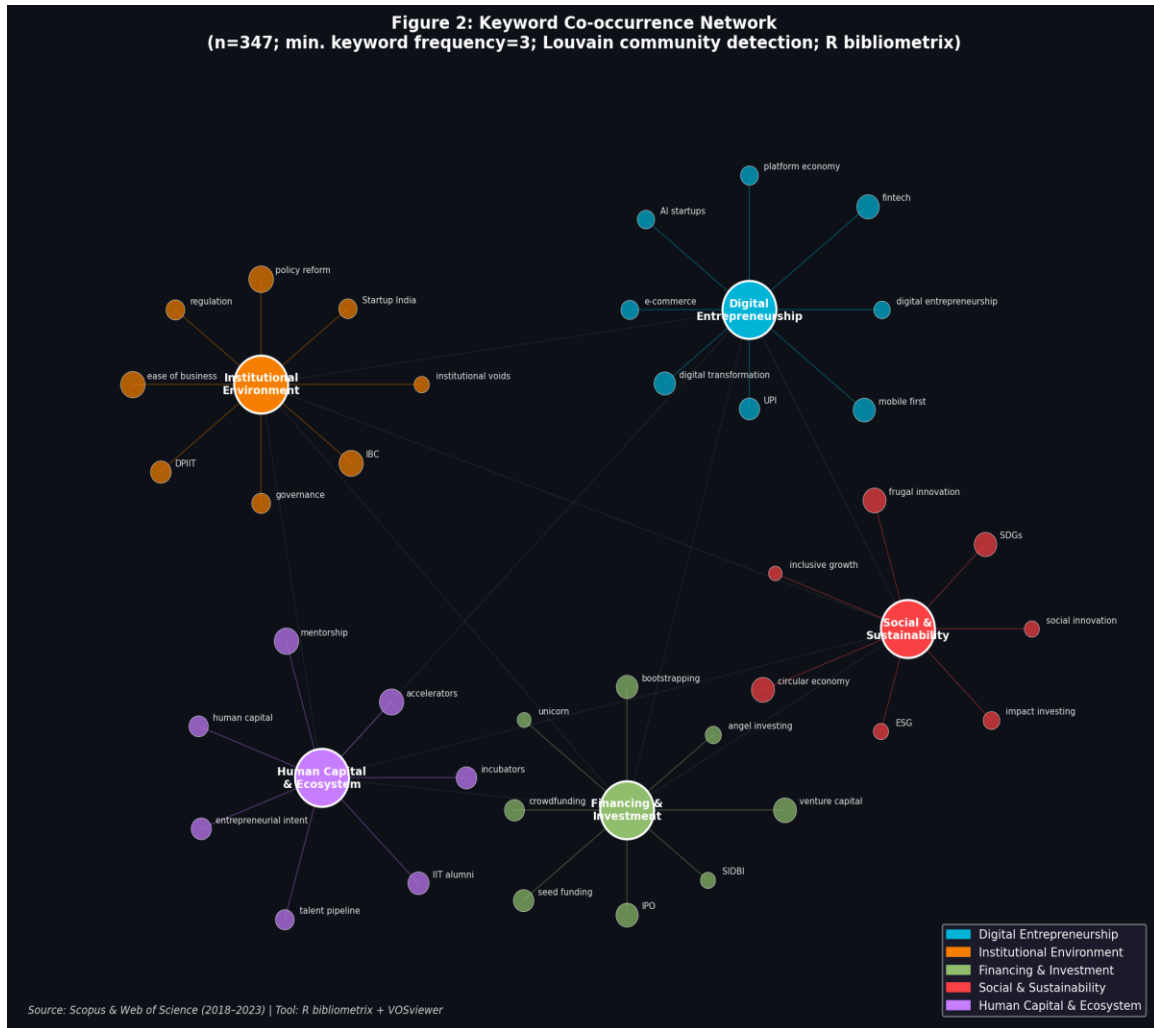 Figure 2: Keyword Co-occurrence Network
(n=347; min. keyword frequency=3; Louvain community detection; R bibliometrix)
platform economy
fintech
AI startups
e-commerce
Digital
Entrepreneurship
digital entrepreneurship
digital transformation
UPI
mobile first
policy reform
regulation
Startup India
ease of business
Institutional
Environment
institutional voids
DPIIT
IBC
governance
frugal innovation
SDGs
inclusive growth
Social &
Sustainability
social innovation
circular economy
ESG
impact investing
mentorship
accelerators
human capital
Human Capital
& Ecosystem
incubators
entrepreneurial intent
IIT alumni
talent pipeline
bootstrapping
unicorn
angel investing
crowdfunding
Financing &
Investment
venture capital
seed funding
SIDBI
IPO
Digital Entrepreneurship
Institutional Environment
Financing & Investment
Social & Sustainability
Human Capital & Ecosystem
Source: Scopus & Web of Science (2018–2023) | Tool: R bibliometrix + VOSviewer